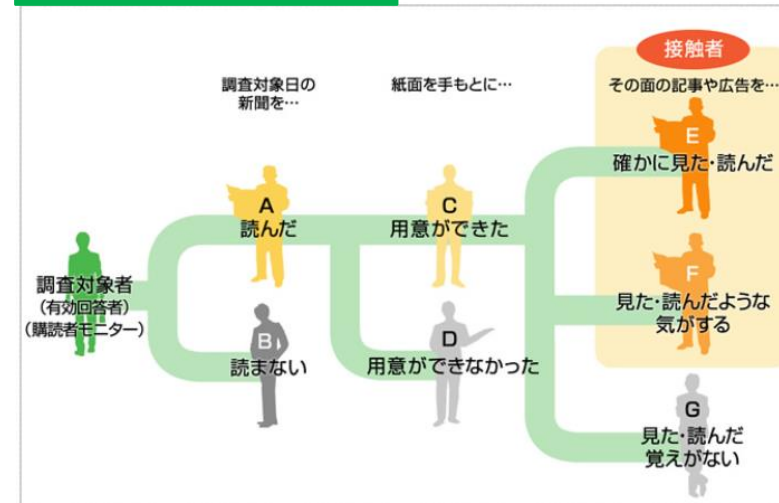 接触者
調査対象日の
新聞を…
紙面を手もとに…
その面の記事や広告を…
E
確かに見た・読んだ
A
読んだ
C
用意ができた
調査対象者
(有効回答者)
(購読者モニター)
F
見た・読んだような
気がする
B
読まない
D
用意ができなかった
G
見た・読んだ
覚えがない